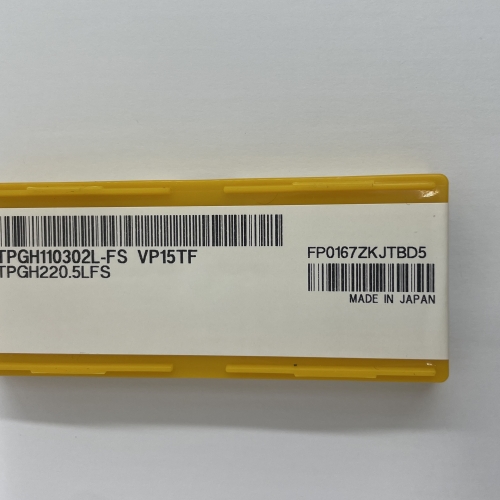 TPGH110302L-FS VP15TF
TPGH220.5LFS
FP0167ZKJTBD5
MADE IN JAPAN